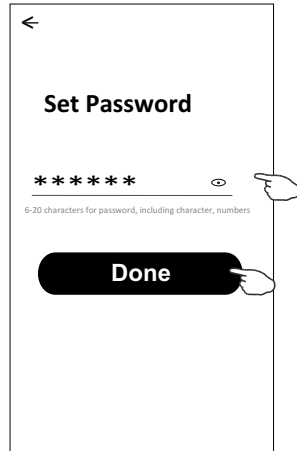 Set Password
******
6-20 characters for password, including character, numbers
Done